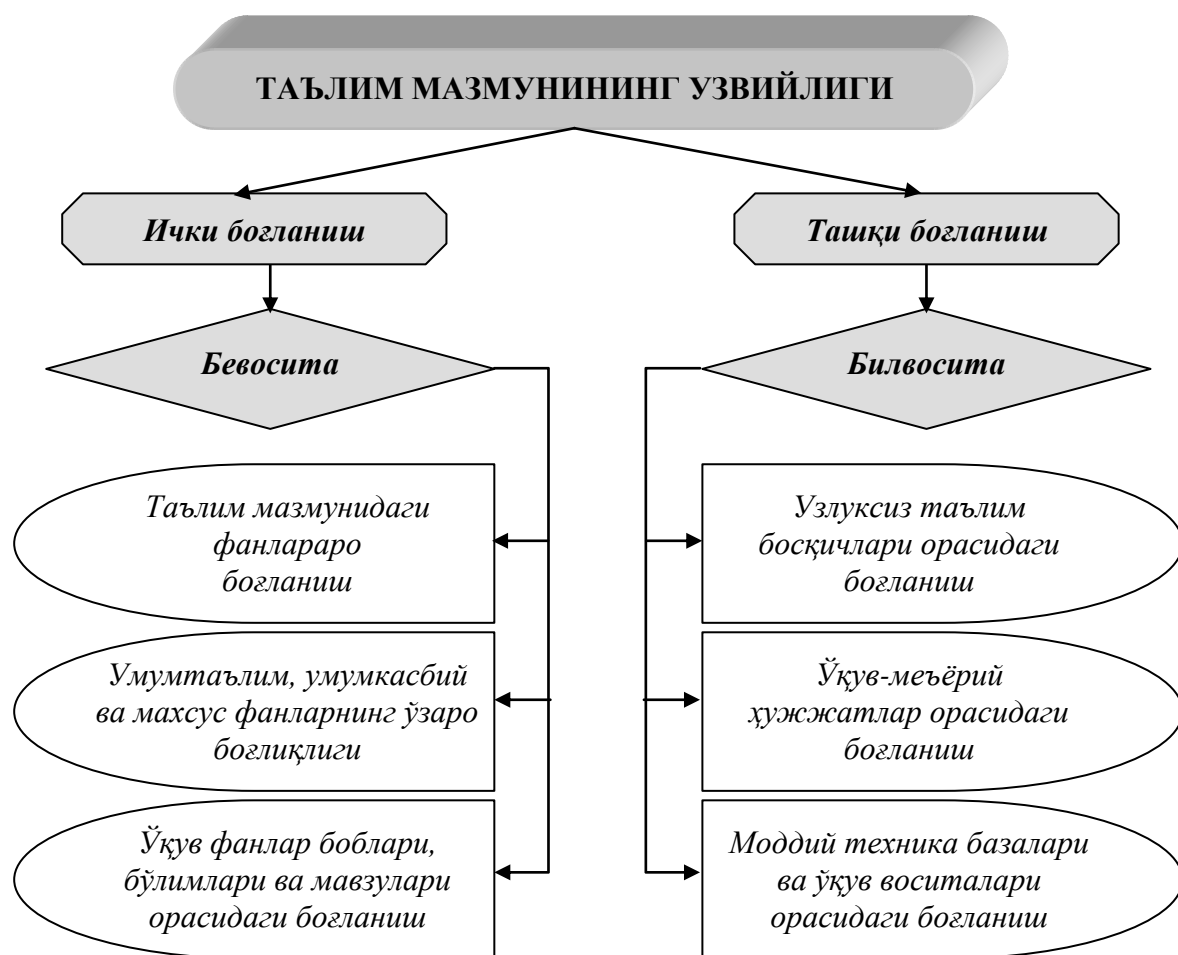 ТАЪЛИМ МАЗМУНИНИНГ УЗВИЙЛИГИ
Ички боғланиш
Ташқи боғланиш
Бевосита
Билвосита
Таълим мазмунидаги
фанлараро
боғланиш
Узлуксиз таълим
босқичлари орасидаги
боғланиш
Умумтаълим, умумкасбий
ва махсус фанларнинг ўзаро
боғлиқлиги
Ўқув-меъёрий
ҳужжатлар орасидаги
боғланиш
Ўқув фанлар боблари,
бўлимлари ва мавзулари
орасидаги боғланиш
Моддий техника базалари
ва ўқув воситалари
орасидаги боғланиш